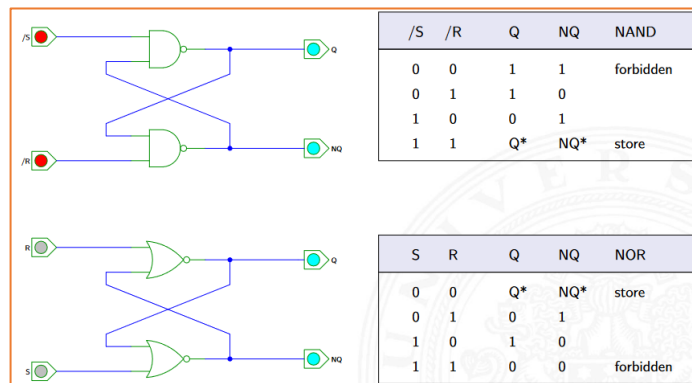 /S
Q
/R
NQ
/S /R Q NQ NAND
0 0 1 1 forbidden
0 1 1 0
1 0 0 1
1 1 Q* NQ* store
R
Q
S
NQ
S R Q NQ NOR
0 0 Q* NQ* store
0 1 0 1
1 0 1 0
1 1 0 0 forbidden
UNIVERS